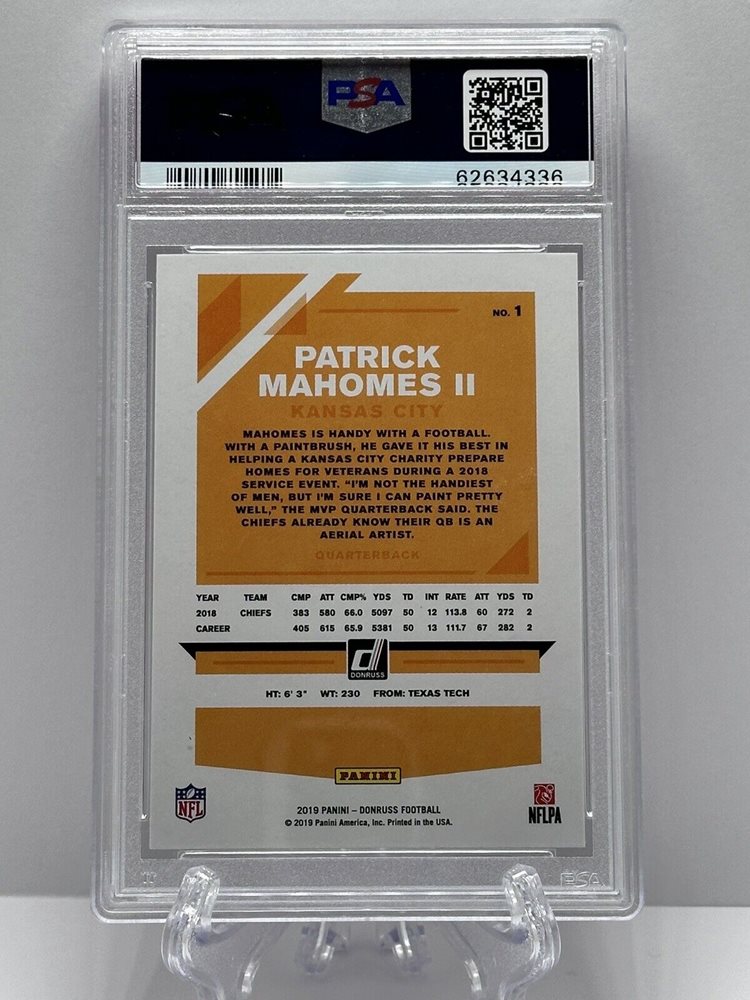 PSA
62634336
NO. 1
PATRICK
MAHOMES II
KANSAS CITY
MAHOMES IS HANDY WITH A FOOTBALL.
WITH A PAINTBRUSH, HE GAVE IT HIS BEST IN
HELPING A KANSAS CITY CHARITY PREPARE
HOMES FOR VETERANS DURING A 2018
SERVICE EVENT. “I’M NOT THE HANDIEST
OF MEN, BUT I’M SURE I CAN PAINT PRETTY
WELL,” THE MVP QUARTERBACK SAID. THE
CHIEFS ALREADY KNOW THEIR QB IS AN
AERIAL ARTIST.
QUARTERBACK
YEAR TEAM CMP ATT CMP% YDS TD INT RATE ATT YDS TD
2018 CHIEFS 383 580 66.0 5097 50 12 113.8 60 272 2
CAREER 405 615 65.9 5381 50 13 111.7 67 282 2
d
DONRUSS
HT: 6' 3" WT: 230 FROM: TEXAS TECH
PANINI
NFL
2019 PANINI – DONRUSS FOOTBALL
© 2019 Panini America, Inc. Printed in the USA.
NFLPA
PSA